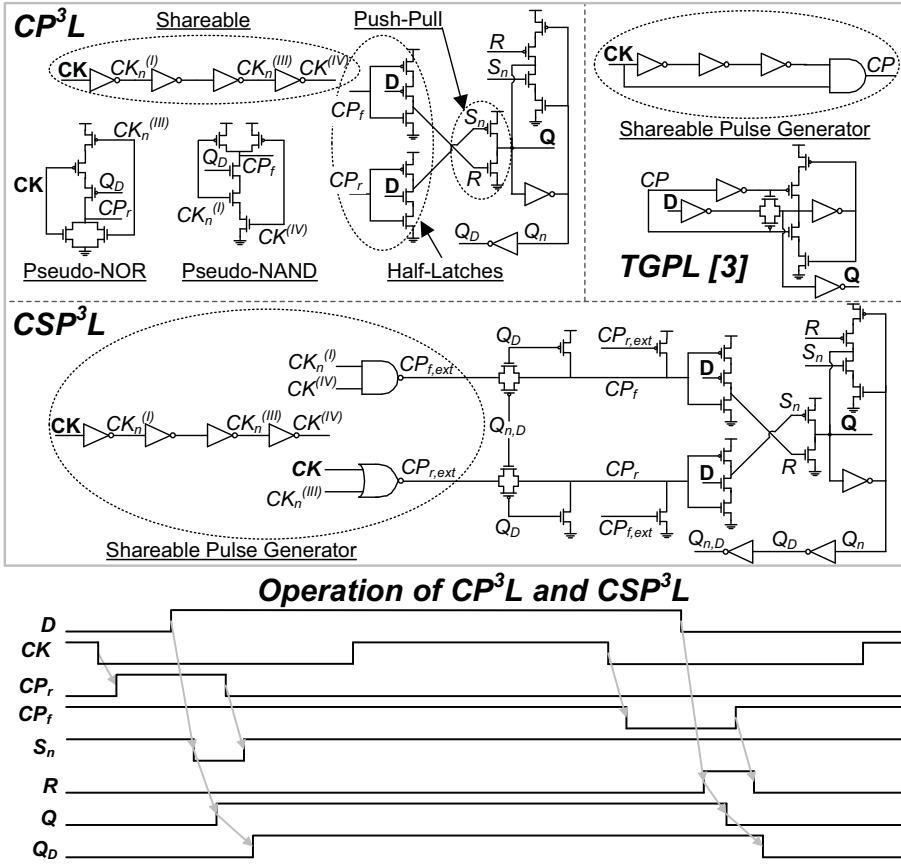 CP³L
Shareable
CK CKn(I) CKn(III) CK(IV)
Push-Pull
R
Sn
D
CPf
Sn
Q
R
D
CPr
QD Qn
Half-Latches
CKn(III)
CK
QD
CPr
Pseudo-NOR
QD
CPf
CKn(I)
CK(IV)
Pseudo-NAND
CK
CP
Shareable Pulse Generator
CP
D
Q
TGPL [3]
CSP³L
CKn(I)
CK(IV)
CPf,ext
CK CKn(I) CKn(III) CK(IV)
CK
CKn(III)
CPr,ext
Shareable Pulse Generator
QD
CPr,ext
CPf
Qn,D
CPr
QD
CPf,ext
D
D
R
Sn
Sn
Q
R
Qn,D QD Qn
Operation of CP³L and CSP³L
D
CK
CPr
CPf
Sn
R
Q
QD